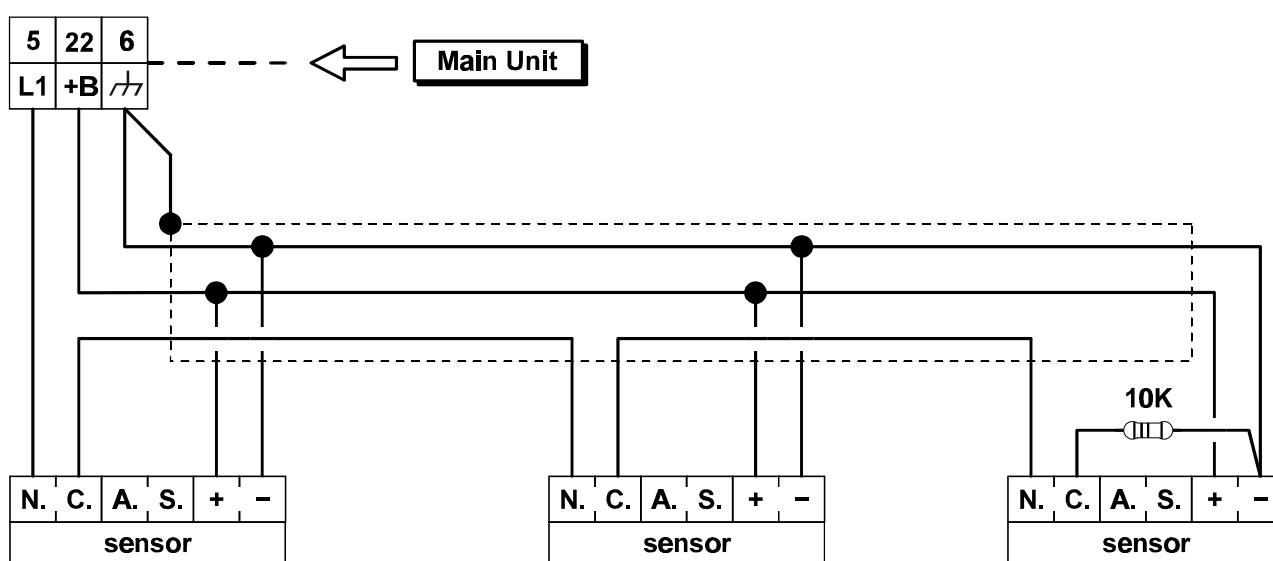 5 22 6
Main Unit
L1 +B
10K
N. C. A. S. + − N. C. A. S. + − N. C. A. S. + −
sensor sensor sensor